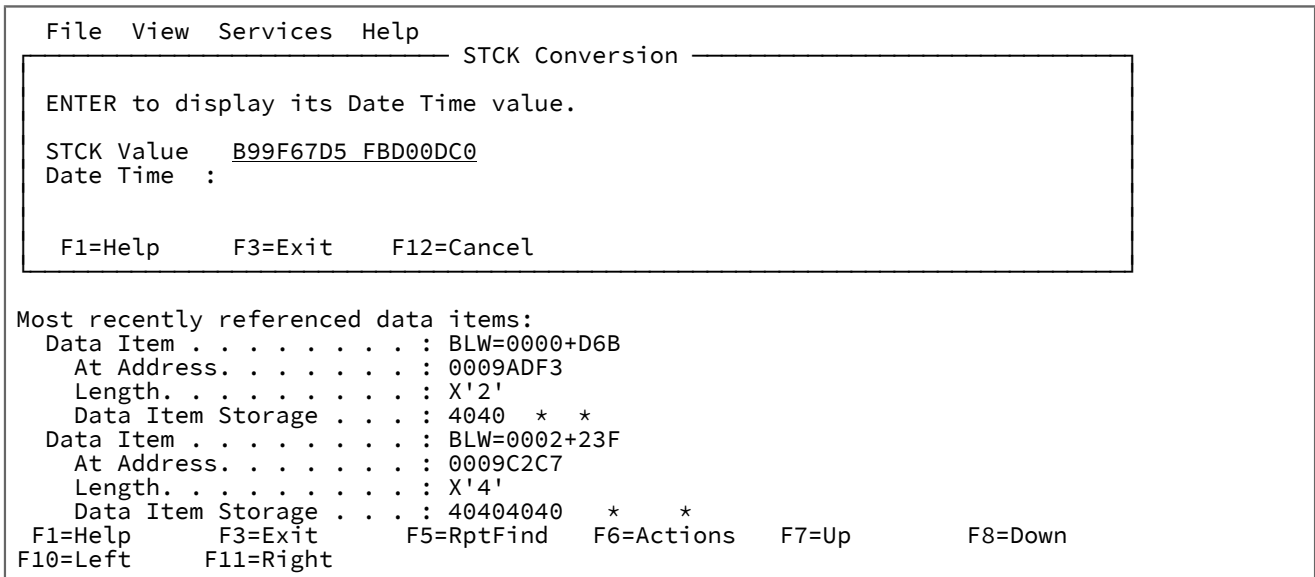 File  View  Services  Help
STCK Conversion
ENTER to display its Date Time value.
STCK Value   B99F67D5 FBD00DC0
Date Time  :
F1=Help      F3=Exit     F12=Cancel
Most recently referenced data items:
Data Item . . . . . . . . : BLW=0000+D6B
At Address. . . . . . . : 0009ADF3
Length. . . . . . . . . : X'2'
Data Item Storage . . . : 4040  *  *
Data Item . . . . . . . . : BLW=0002+23F
At Address. . . . . . . : 0009C2C7
Length. . . . . . . . . : X'4'
Data Item Storage . . . : 40404040   *    *
F1=Help      F3=Exit      F5=RptFind   F6=Actions   F7=Up        F8=Down
F10=Left     F11=Right